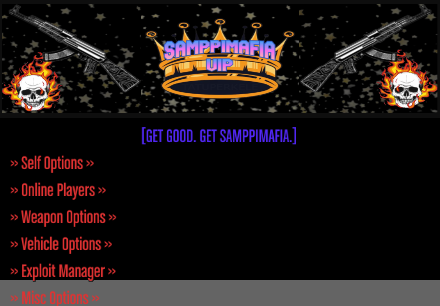 SAMPPIMAFIA
VIP
[GET GOOD. GET SAMPPIMAFIA.]
» Self Options »
» Online Players »
» Weapon Options »
» Vehicle Options »
» Exploit Manager »
» Misc Options »